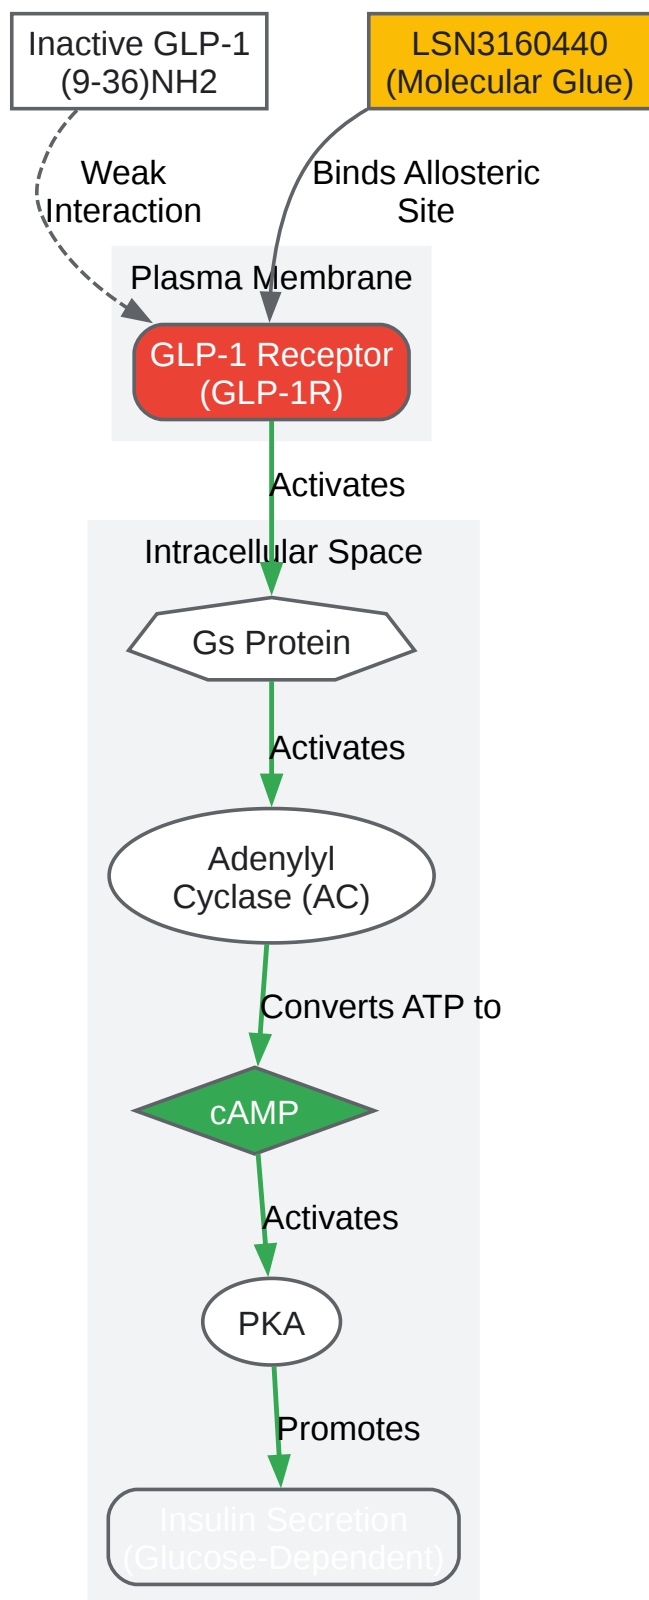 Inactive GLP-1
(9-36)NH2
LSN3160440
(Molecular Glue)
Weak
Interaction
Binds Allosteric
Site
Plasma Membrane
GLP-1 Receptor
(GLP-1R)
Activates
Intracellular Space
Gs Protein
Activates
Adenylyl
Cyclase (AC)
Converts ATP to
cAMP
Activates
PKA
Promotes
Insulin Secretion
(Glucose-Dependent)